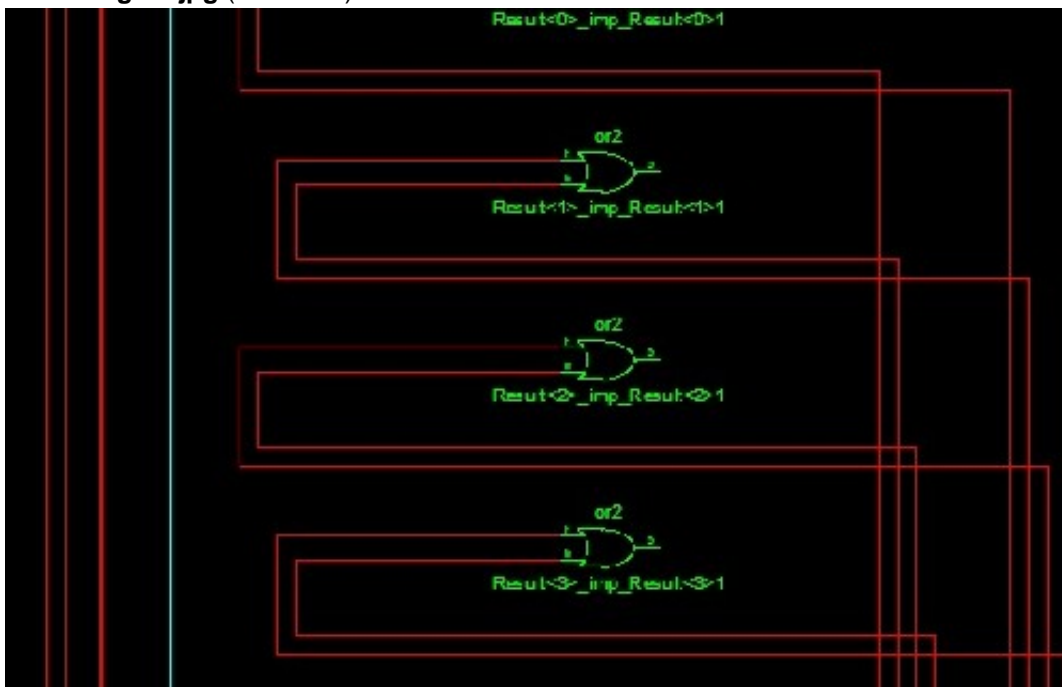 Result<0>_imp_Result<0>1
or2
Result<1>_imp_Result<1>1
or2
Result<2>_imp_Result<2>1
or2
Result<3>_imp_Result<3>1